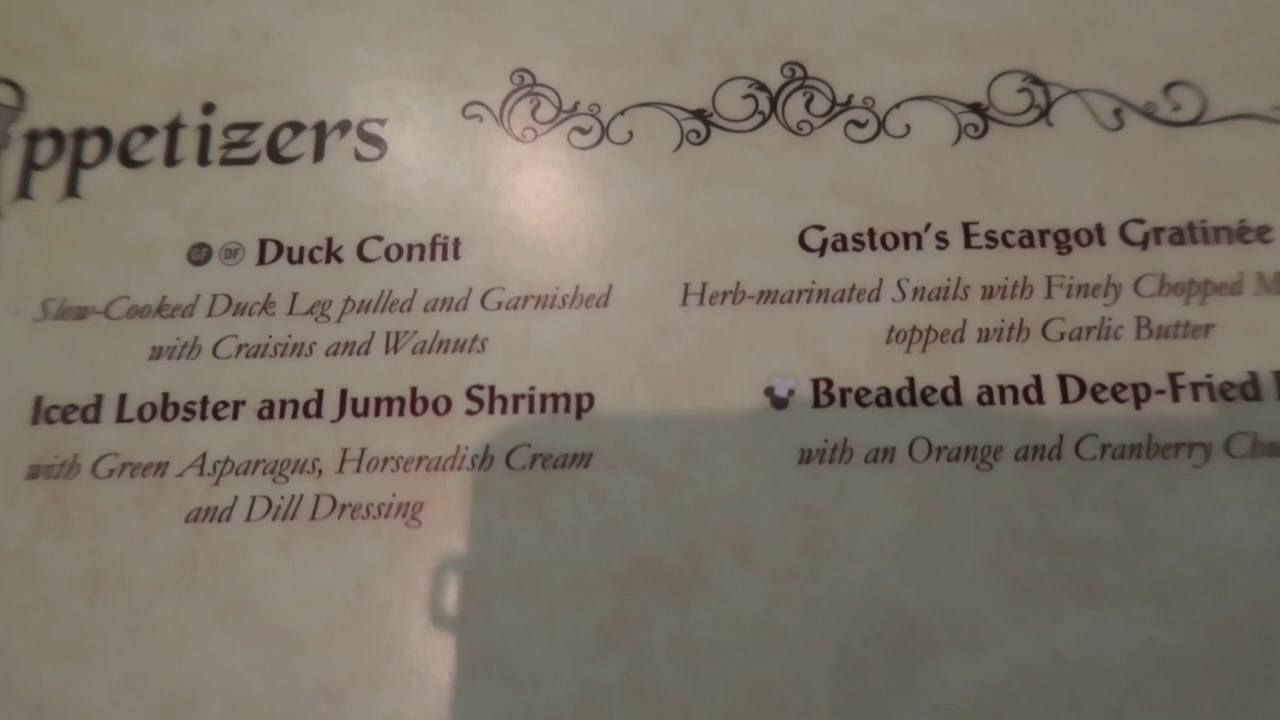 ppetizers
GF DF Duck Confit
Slow-Cooked Duck Leg pulled and Garnished
with Craisins and Walnuts
Iced Lobster and Jumbo Shrimp
with Green Asparagus, Horseradish Cream
and Dill Dressing
Gaston's Escargot Gratinée
Herb-marinated Snails with Finely Chopped
topped with Garlic Butter
Breaded and Deep-Fried
with an Orange and Cranberry